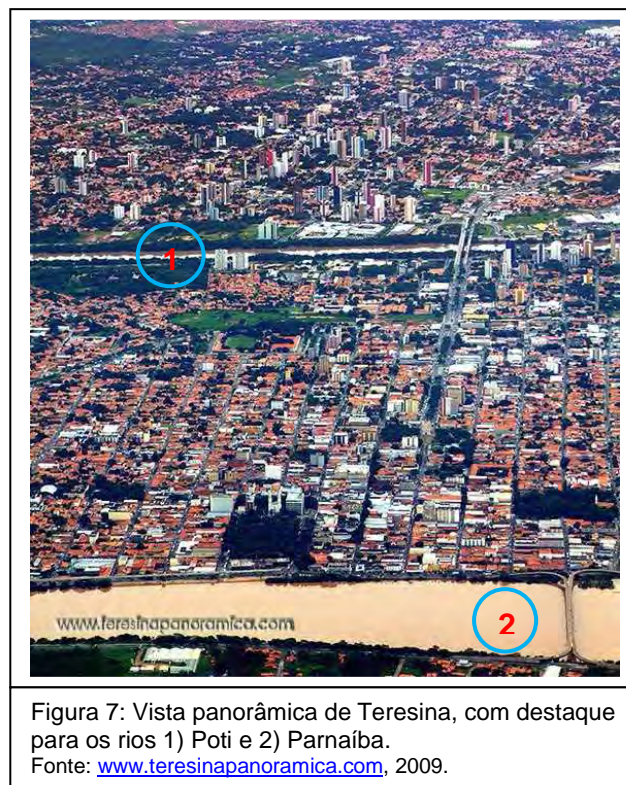 1
www.teresinapanoramica.com
2
Figura 7: Vista panorâmica de Teresina, com destaque
para os rios 1) Poti e 2) Parnaíba.
Fonte: www.teresinapanoramica.com, 2009.